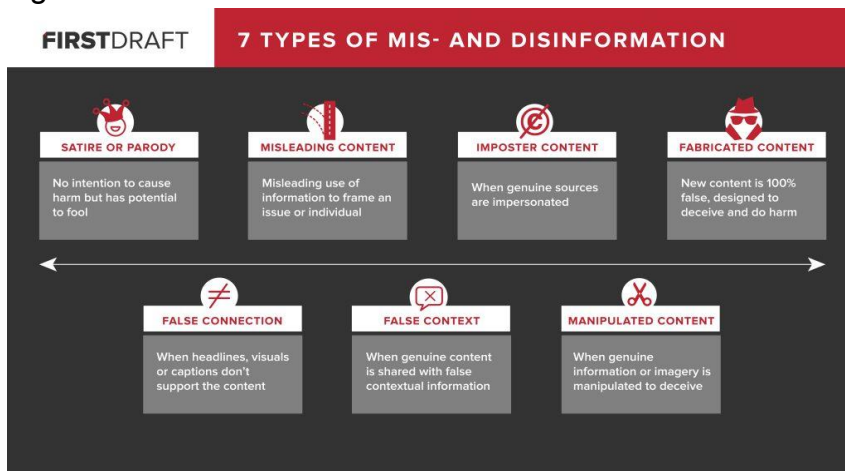 FIRSTDRAFT
7 TYPES OF MIS- AND DISINFORMATION
SATIRE OR PARODY
No intention to cause
harm but has potential
to fool
MISLEADING CONTENT
Misleading use of
information to frame an
issue or individual
IMPOSTER CONTENT
When genuine sources
are impersonated
FABRICATED CONTENT
New content is 100%
false, designed to
deceive and do harm
FALSE CONNECTION
When headlines, visuals
or captions don't
support the content
FALSE CONTEXT
When genuine content
is shared with false
contextual information
MANIPULATED CONTENT
When genuine
information or imagery is
manipulated to deceive